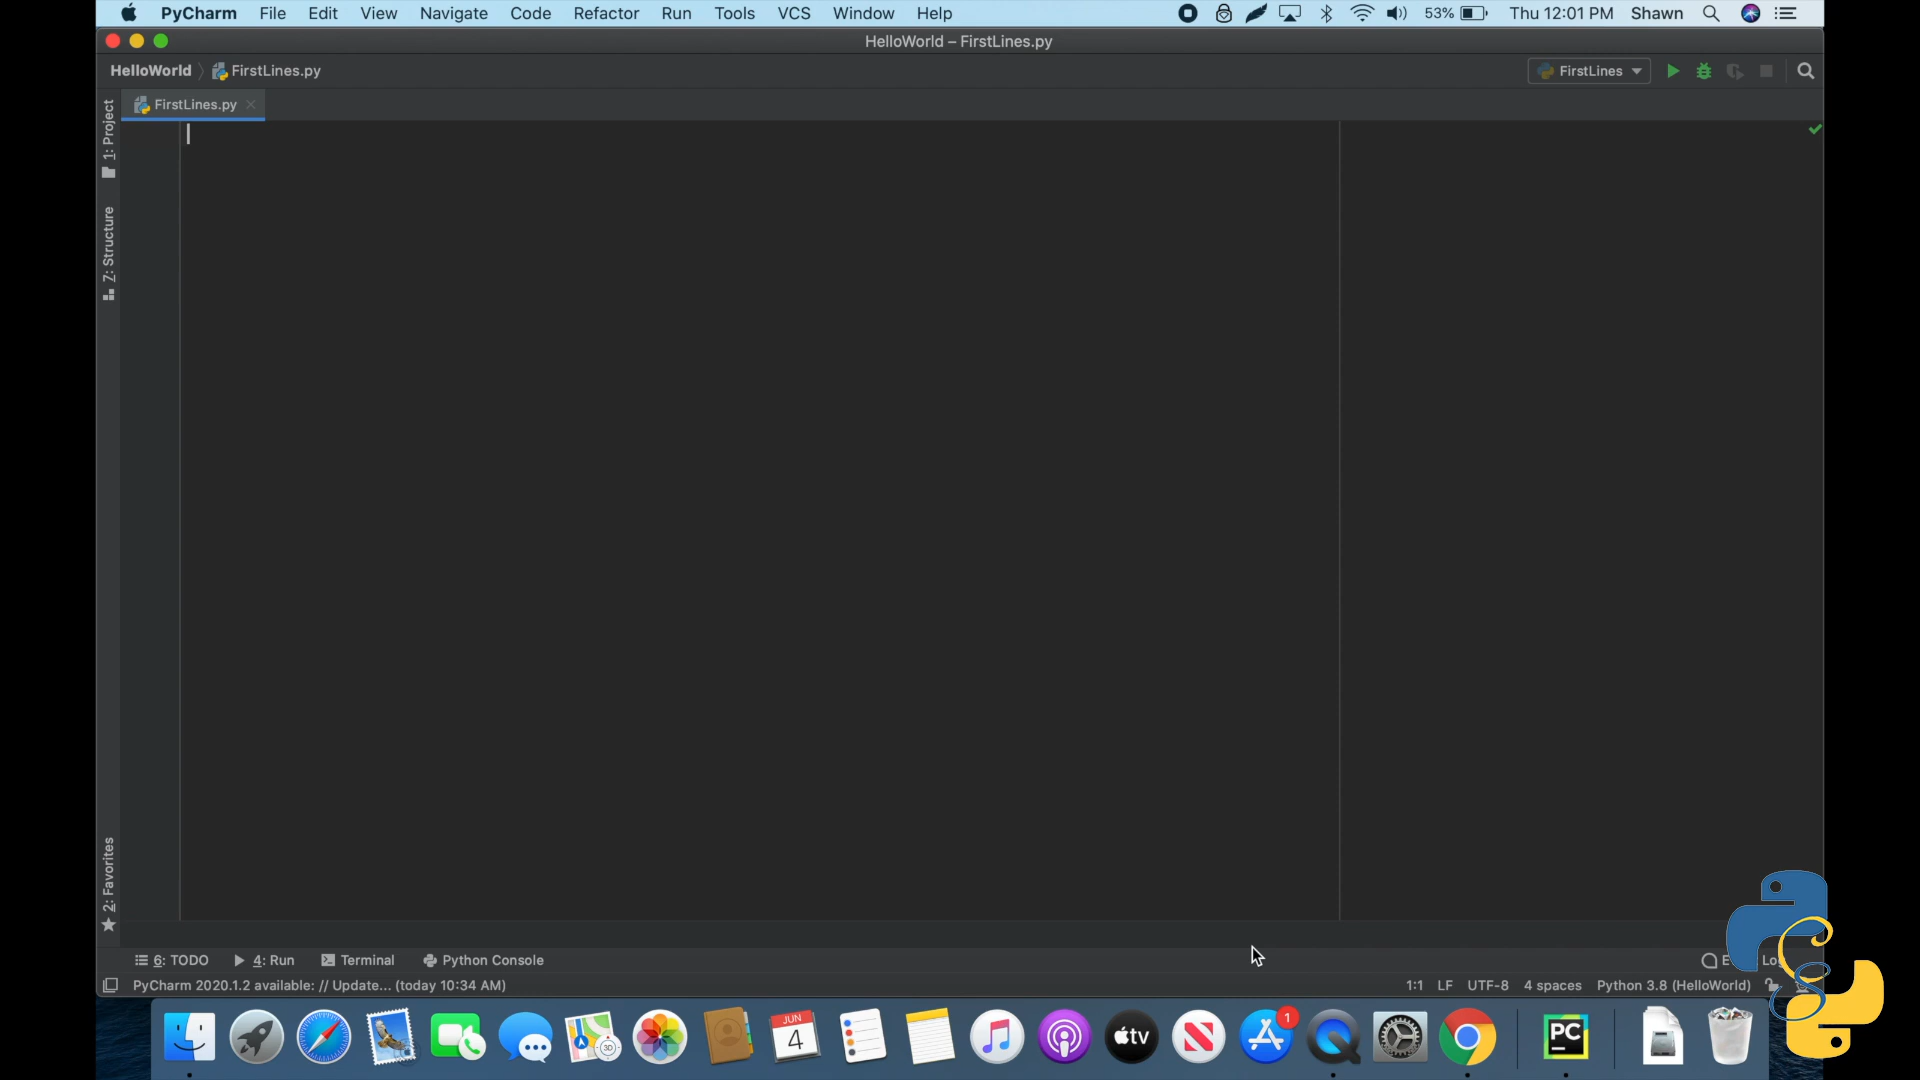 PyCharm File Edit View Navigate Code Refactor Run Tools VCS Window Help 53% Thu 12:01 PM Shawn
HelloWorld – FirstLines.py
HelloWorld FirstLines.py FirstLines
FirstLines.py
1: Project
Z: Structure
2: Favorites
6: TODO 4: Run Terminal Python Console
PyCharm 2020.1.2 available: // Update... (today 10:34 AM) 1:1 LF UTF-8 4 spaces Python 3.8 (HelloWorld)
JUN
4
3D
tv
1
PC